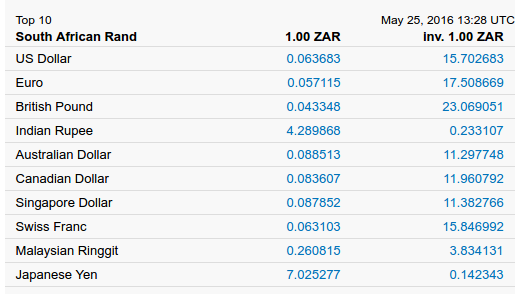 Top 10 May 25, 2016 13:28 UTC
South African Rand 1.00 ZAR inv. 1.00 ZAR
US Dollar 0.063683 15.702683
Euro 0.057115 17.508669
British Pound 0.043348 23.069051
Indian Rupee 4.289868 0.233107
Australian Dollar 0.088513 11.297748
Canadian Dollar 0.083607 11.960792
Singapore Dollar 0.087852 11.382766
Swiss Franc 0.063103 15.846992
Malaysian Ringgit 0.260815 3.834131
Japanese Yen 7.025277 0.142343